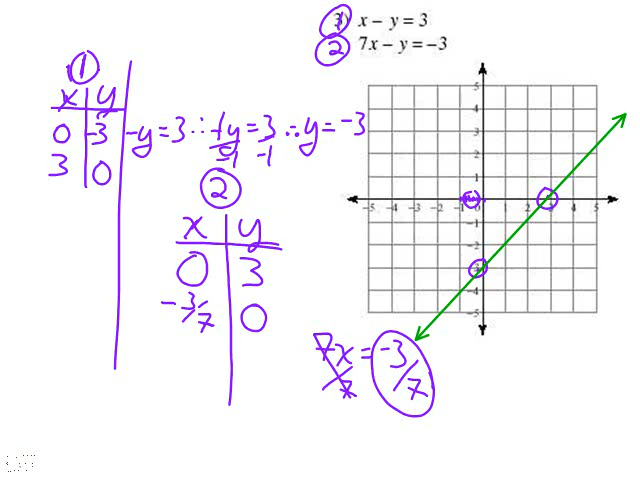 3) x − y = 3
② 7x − y = −3
①
x y
0 -3
3 0
-y = 3 ∴ -1y/-1 = 3/-1 ∴ y = -3
②
x y
0 3
-3/7 0
7x/7 = -3/7
5
4
3
2
1
-5 -4 -3 -2 -1 0 1 2 3 4 5
-1
-2
-3
-4
-5